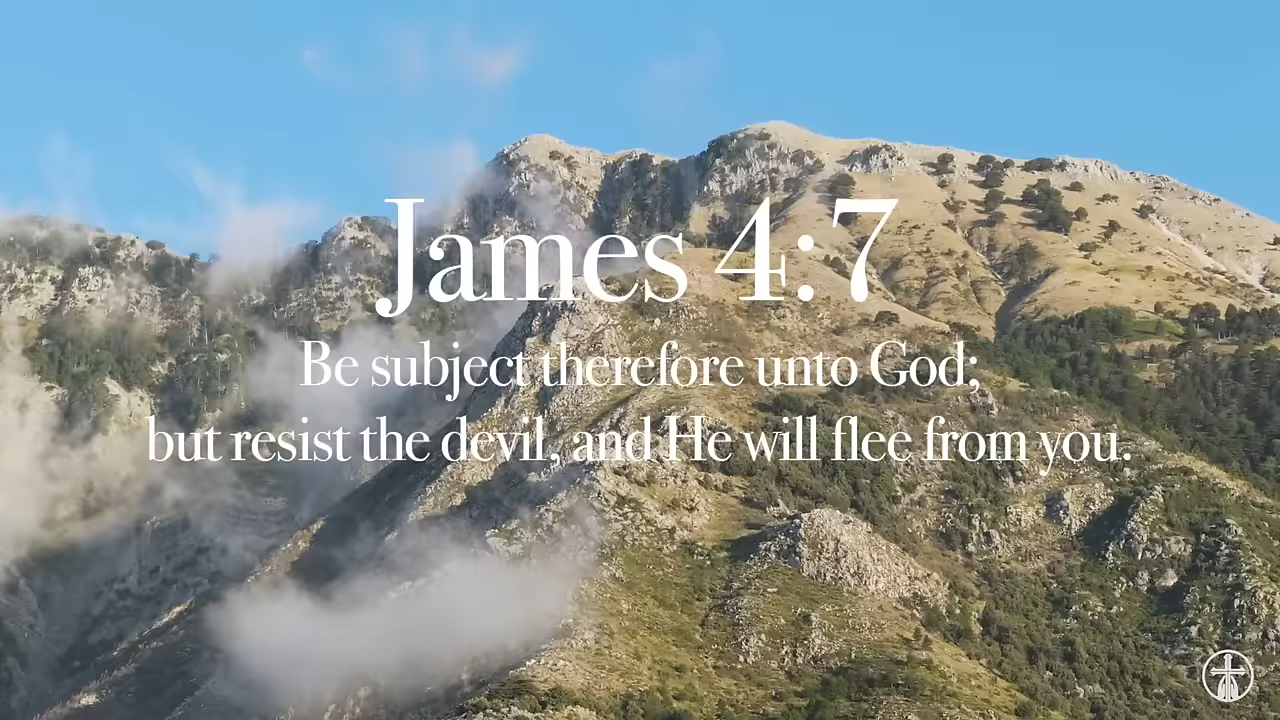 James 4:7
Be subject therefore unto God;
but resist the devil, and He will flee from you.